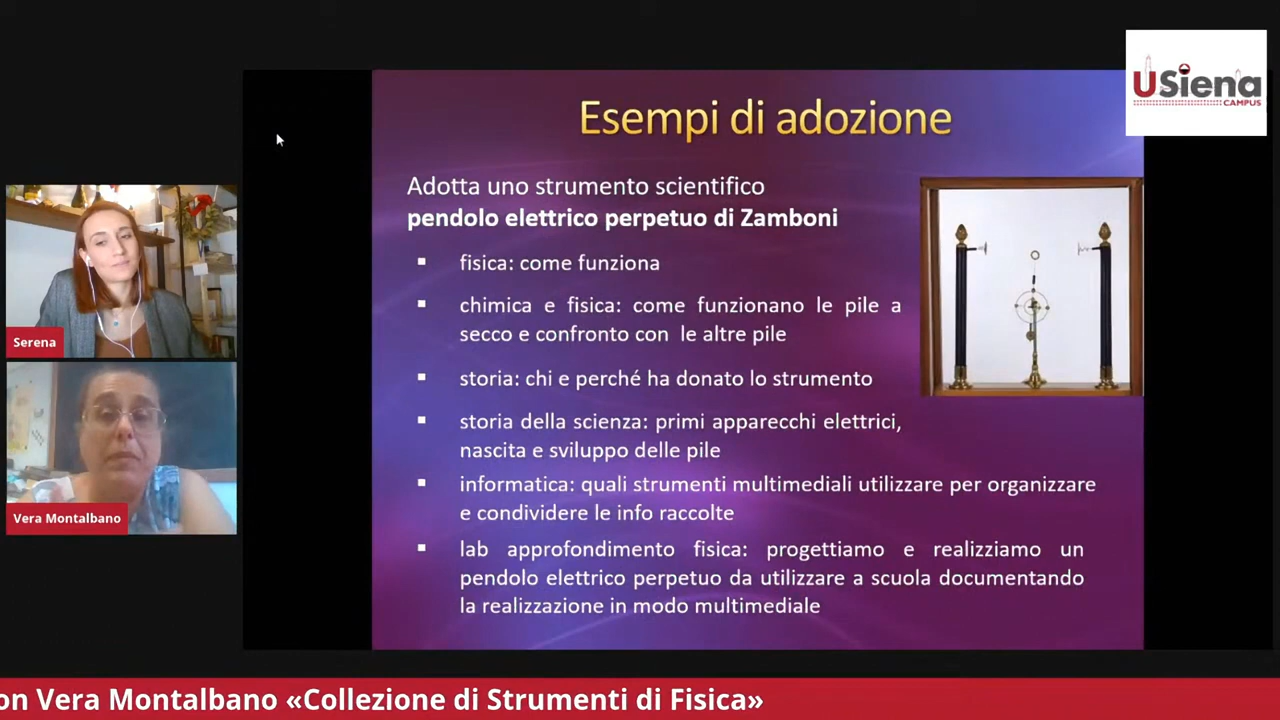 USiena
CAMPUS
Esempi di adozione
Adotta uno strumento scientifico
pendolo elettrico perpetuo di Zamboni
▪ fisica: come funziona
▪ chimica e fisica: come funzionano le pile a
secco e confronto con le altre pile
▪ storia: chi e perché ha donato lo strumento
▪ storia della scienza: primi apparecchi elettrici,
nascita e sviluppo delle pile
▪ informatica: quali strumenti multimediali utilizzare per organizzare
e condividere le info raccolte
▪ lab approfondimento fisica: progettiamo e realizziamo un
pendolo elettrico perpetuo da utilizzare a scuola documentando
la realizzazione in modo multimediale
Serena
Vera Montalbano
on Vera Montalbano «Collezione di Strumenti di Fisica»